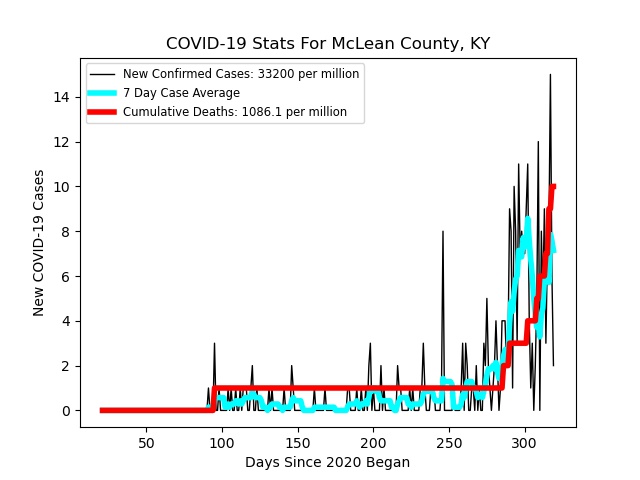 COVID-19 Stats For McLean County, KY
New Confirmed Cases: 33200 per million
7 Day Case Average
Cumulative Deaths: 1086.1 per million
New COVID-19 Cases
14
12
10
8
6
4
2
0
50 100 150 200 250 300
Days Since 2020 Began